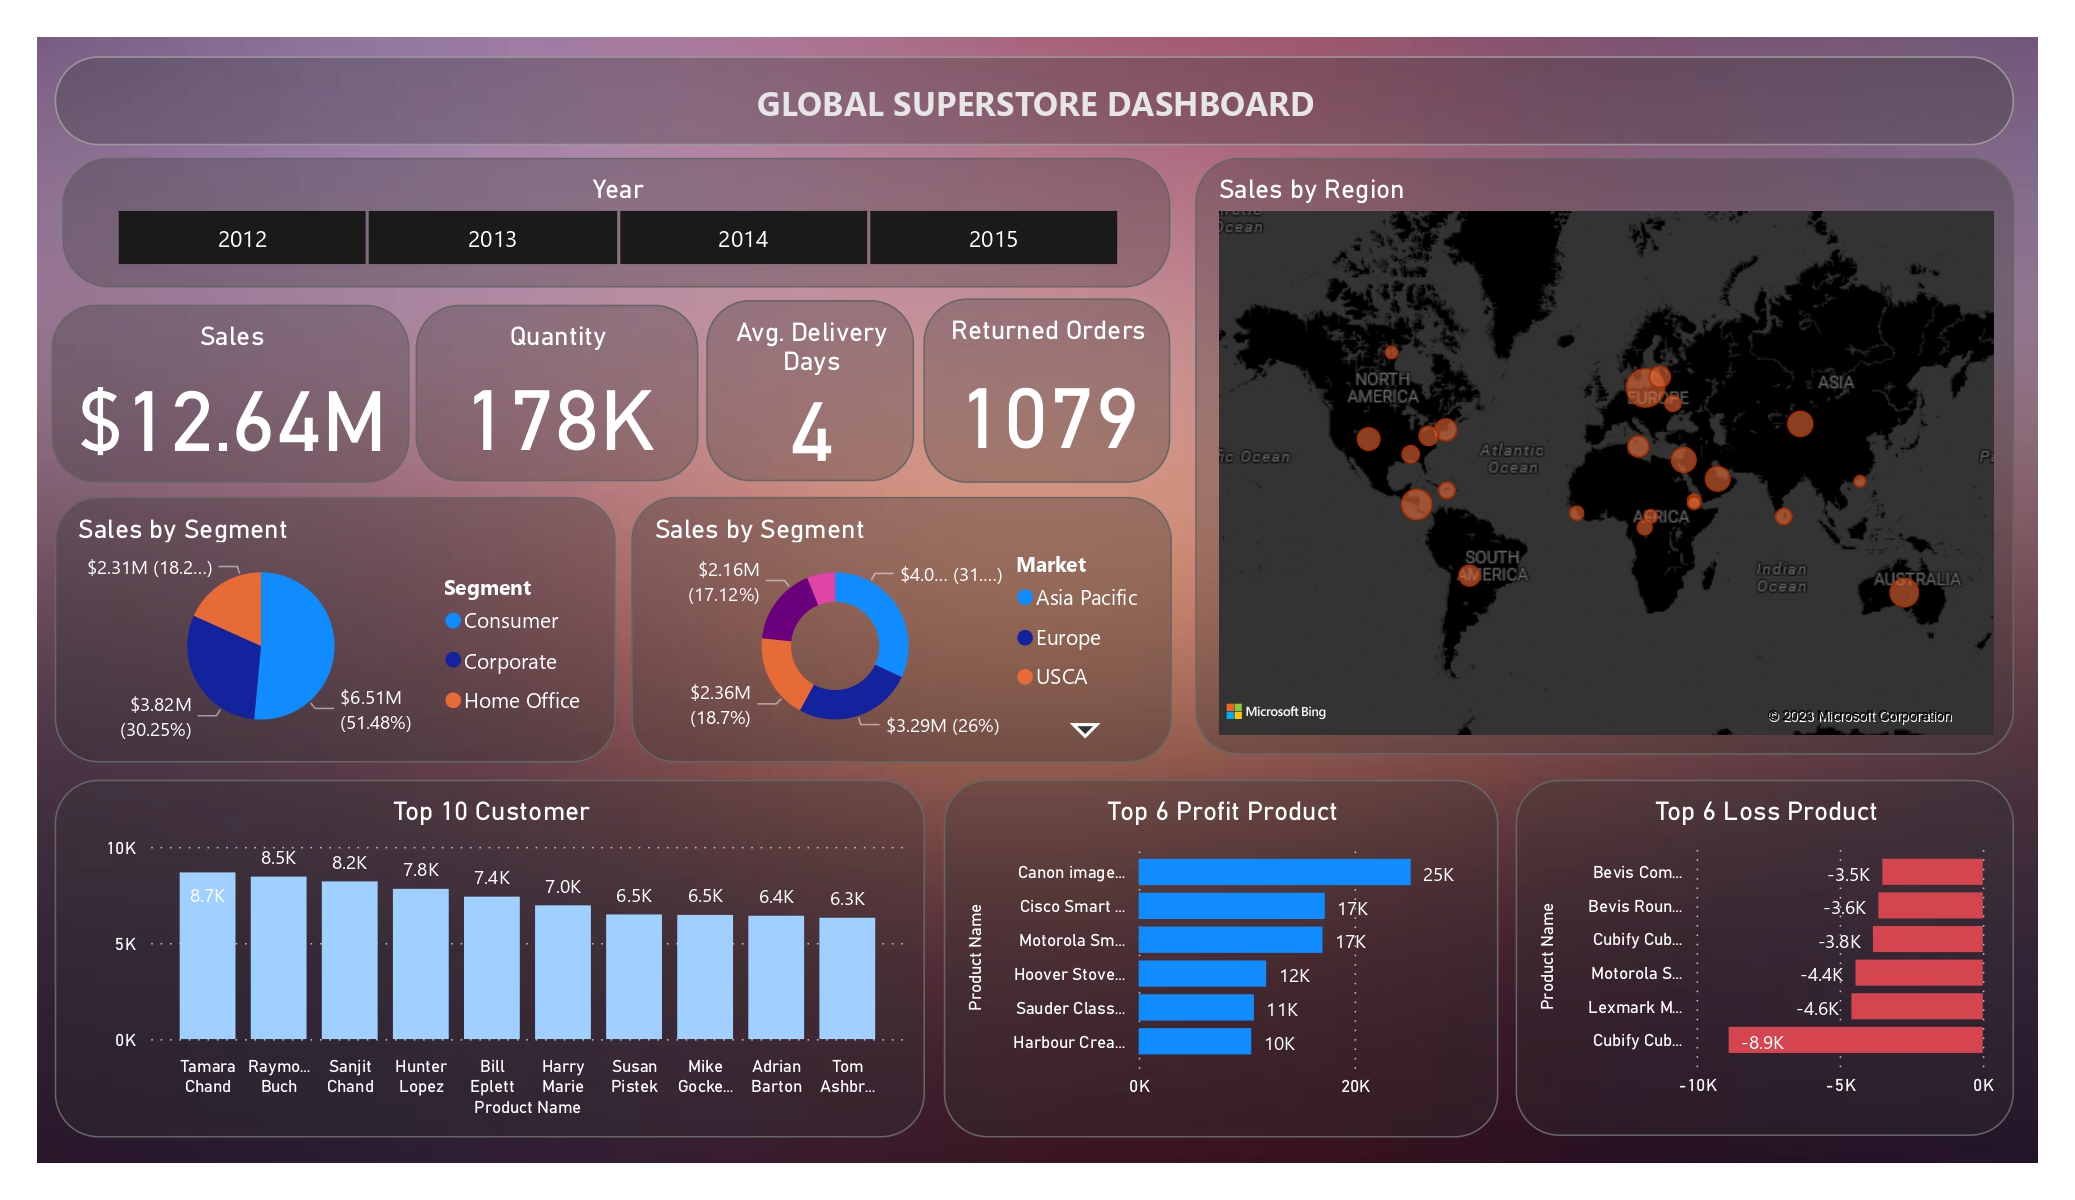 GLOBAL SUPERSTORE DASHBOARD
Year
2012
2013
2014
2015
Sales
$12.64M
Quantity
178K
Avg. Delivery
Days
4
Returned Orders
1079
Sales by Region
Ocean
NORTH
AMERICA
EUROPE
ASIA
Atlantic
Ocean
fic Ocean
Pa
AFRICA
SOUTH
AMERICA
Indian
Ocean
AUSTRALIA
Microsoft Bing
© 2023 Microsoft Corporation
Sales by Segment
$2.31M (18.2...)
$3.82M
(30.25%)
$6.51M
(51.48%)
Segment
Consumer
Corporate
Home Office
Sales by Segment
$2.16M
(17.12%)
$4.0... (31....)
$2.36M
(18.7%)
$3.29M (26%)
Market
Asia Pacific
Europe
USCA
Top 10 Customer
10K
5K
0K
8.7K
8.5K
8.2K
7.8K
7.4K
7.0K
6.5K
6.5K
6.4K
6.3K
Tamara
Chand
Raymo...
Buch
Sanjit
Chand
Hunter
Lopez
Bill
Eplett
Harry
Marie
Susan
Pistek
Mike
Gocke...
Adrian
Barton
Tom
Ashbr...
Product Name
Top 6 Profit Product
Product Name
Canon image...
25K
Cisco Smart ...
17K
Motorola Sm...
17K
Hoover Stove...
12K
Sauder Class...
11K
Harbour Crea...
10K
0K
20K
Top 6 Loss Product
Product Name
Bevis Com...
-3.5K
Bevis Roun...
-3.6K
Cubify Cub...
-3.8K
Motorola S...
-4.4K
Lexmark M...
-4.6K
Cubify Cub...
-8.9K
-10K
-5K
0K